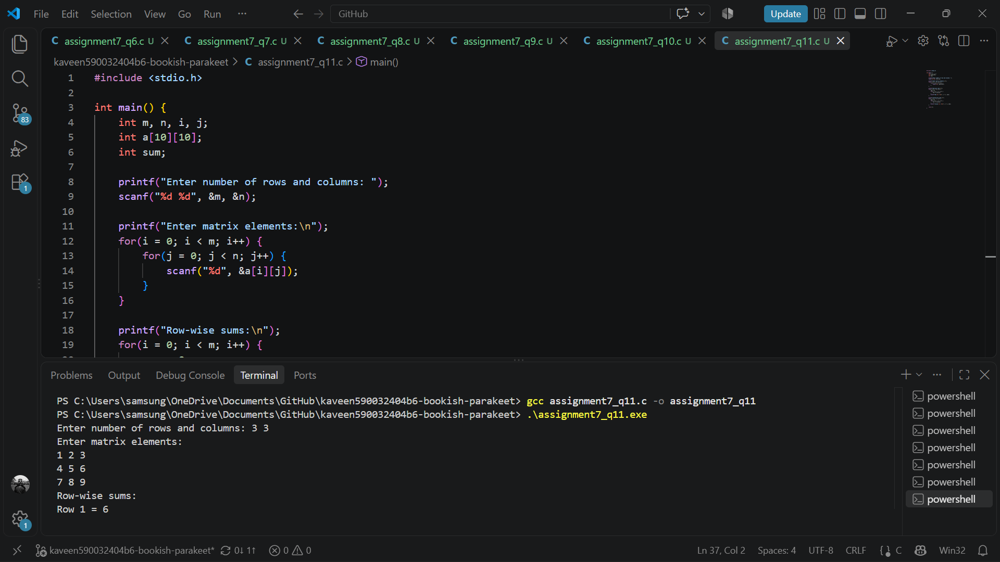 File Edit Selection View Go Run ··· GitHub Update
C assignment7_q6.c U C assignment7_q7.c U C assignment7_q8.c U C assignment7_q9.c U C assignment7_q10.c U C assignment7_q11.c U
kaveen590032404b6-bookish-parakeet > C assignment7_q11.c > main()
1 #include <stdio.h>
2
3 int main() {
4 int m, n, i, j;
5 int a[10][10];
6 int sum;
7
8 printf("Enter number of rows and columns: ");
9 scanf("%d %d", &m, &n);
10
11 printf("Enter matrix elements:\n");
12 for(i = 0; i < m; i++) {
13 for(j = 0; j < n; j++) {
14 scanf("%d", &a[i][j]);
15 }
16 }
17
18 printf("Row-wise sums:\n");
19 for(i = 0; i < m; i++) {
83
1
1
Problems Output Debug Console Terminal Ports
PS C:\Users\samsung\OneDrive\Documents\GitHub\kaveen590032404b6-bookish-parakeet> gcc assignment7_q11.c -o assignment7_q11
PS C:\Users\samsung\OneDrive\Documents\GitHub\kaveen590032404b6-bookish-parakeet> .\assignment7_q11.exe
Enter number of rows and columns: 3 3
Enter matrix elements:
1 2 3
4 5 6
7 8 9
Row-wise sums:
Row 1 = 6
powershell
powershell
powershell
powershell
powershell
powershell
powershell
kaveen590032404b6-bookish-parakeet* 0↓ 1↑ 0 0 Ln 37, Col 2 Spaces: 4 UTF-8 CRLF { } C Win32